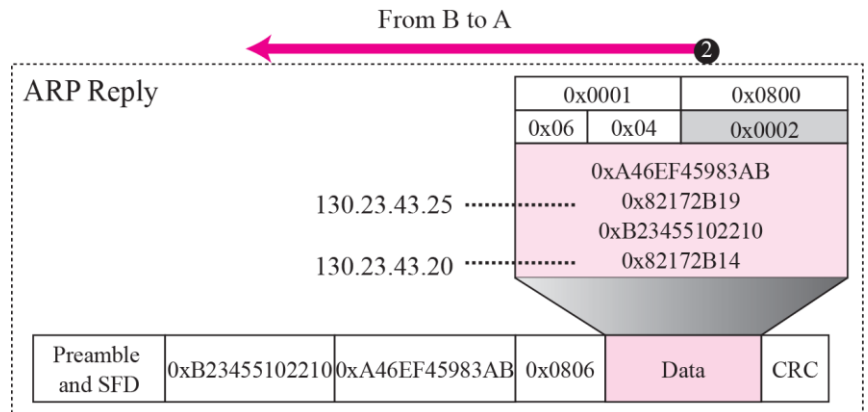 From B to A
2
ARP Reply
0x0001 0x0800
0x06 0x04 0x0002
0xA46EF45983AB
130.23.43.25 0x82172B19
0xB23455102210
130.23.43.20 0x82172B14
Preamble
and SFD 0xB23455102210 0xA46EF45983AB 0x0806 Data CRC